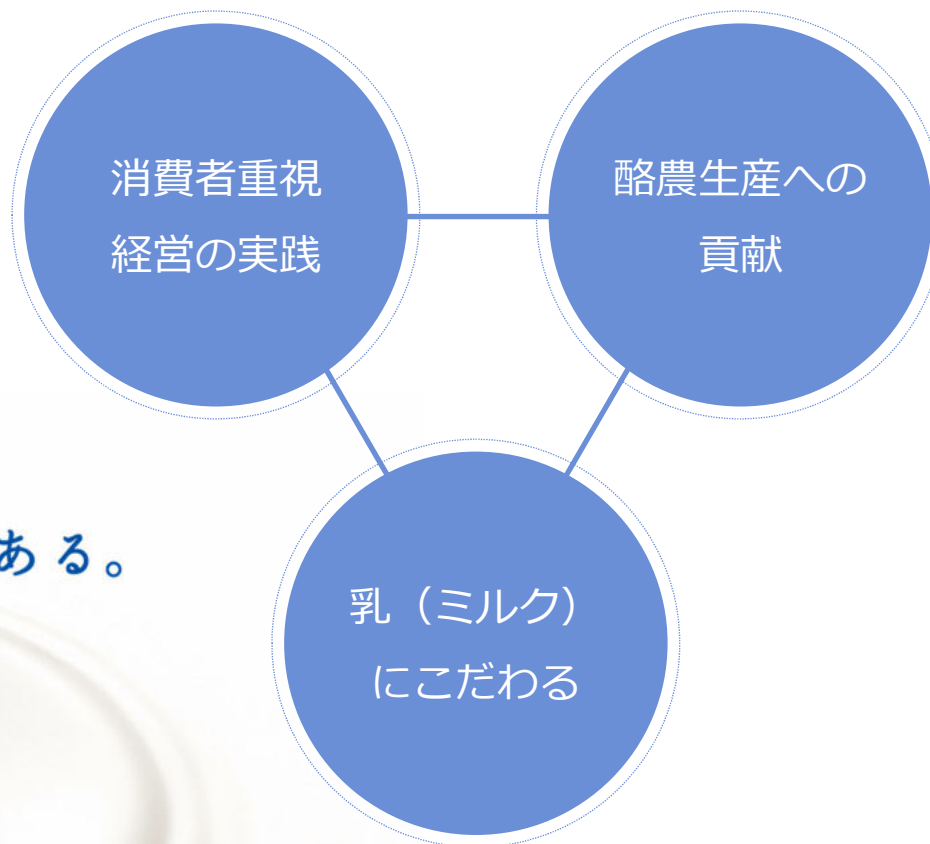 消費者重視
経営の実践
酪農生産への
貢献
ある。
乳（ミルク）
にこだわる